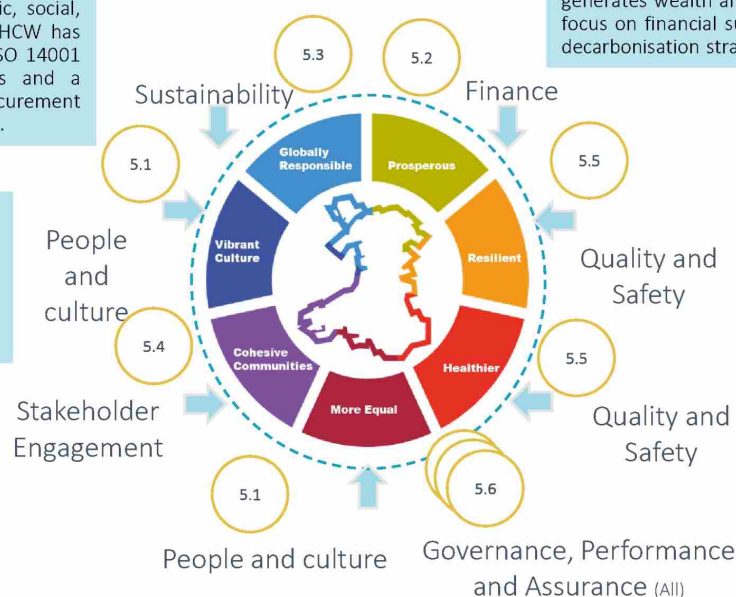 ic, social,
HCW has
SO 14001
s and a
curement
.
generates wealth a
focus on financial su
decarbonisation stra
5.3
5.2
Sustainability
Finance
5.1
5.5
Globally
Responsible
Prosperous
Vibrant
Culture
Resilient
People
and
culture
Quality and
Safety
5.4
5.5
Cohesive
Communities
Healthier
More Equal
Stakeholder
Engagement
Quality and
Safety
5.1
5.6
People and culture
Governance, Performance
and Assurance (All)